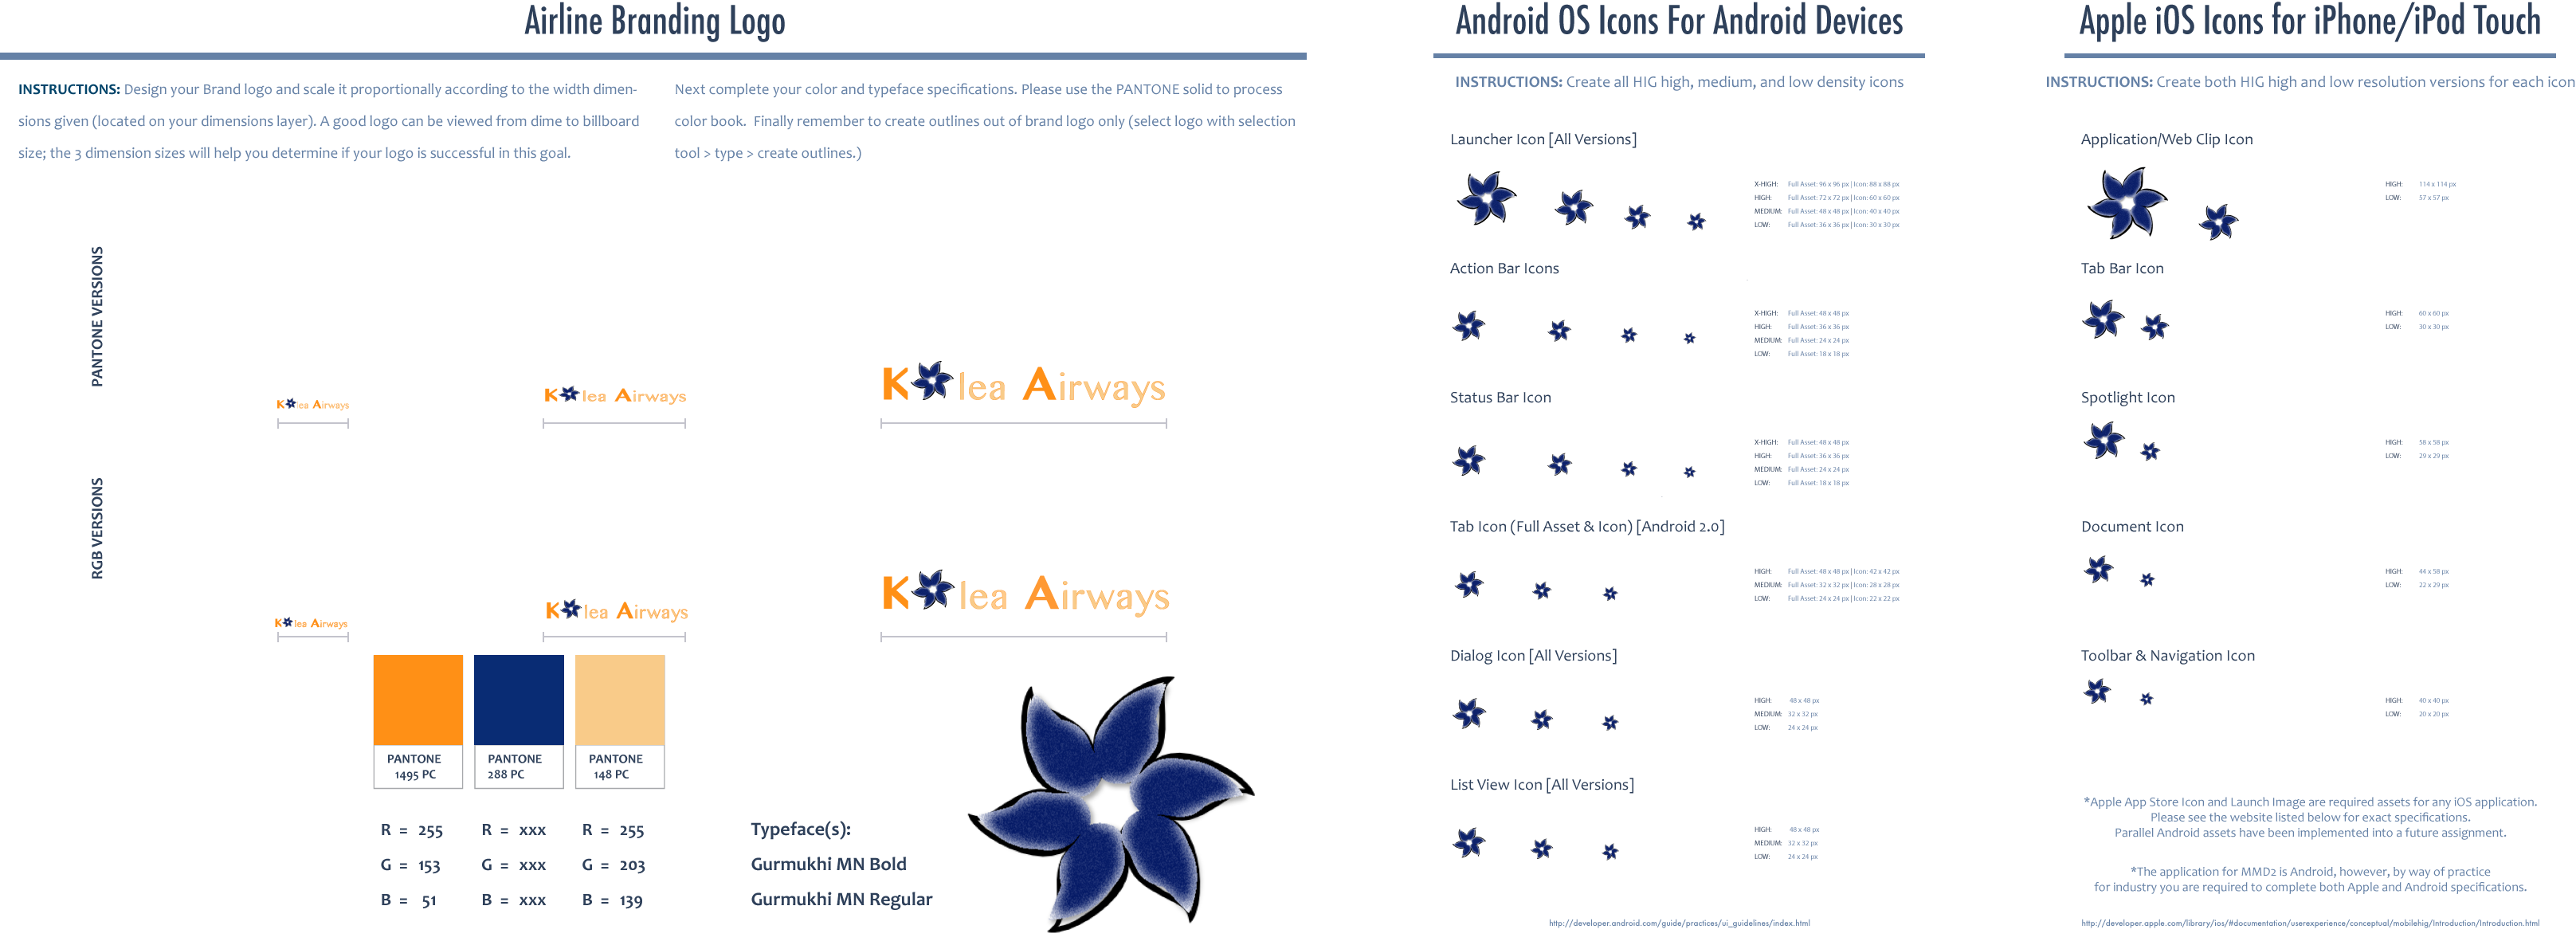 Airline Branding Logo
INSTRUCTIONS: Design your Brand logo and scale it proportionally according to the width dimen-
sions given (located on your dimensions layer). A good logo can be viewed from dime to billboard
size; the 3 dimension sizes will help you determine if your logo is successful in this goal.
Next complete your color and typeface specifications. Please use the PANTONE solid to process
color book.  Finally remember to create outlines out of brand logo only (select logo with selection
tool > type > create outlines.)
PANTONE VERSIONS
K lea Airways
K lea Airways
K lea Airways
RGB VERSIONS
K lea Airways
K lea Airways
K lea Airways
PANTONE
1495 PC
PANTONE
288 PC
PANTONE
148 PC
R = 255
G = 153
B = 51
R = xxx
G = xxx
B = xxx
R = 255
G = 203
B = 139
Typeface(s):
Gurmukhi MN Bold
Gurmukhi MN Regular
Android OS Icons For Android Devices
INSTRUCTIONS: Create all HIG high, medium, and low density icons
Launcher Icon [All Versions]
X-HIGH: Full Asset: 96 x 96 px | Icon: 88 x 88 px
HIGH: Full Asset: 72 x 72 px | Icon: 60 x 60 px
MEDIUM: Full Asset: 48 x 48 px | Icon: 40 x 40 px
LOW: Full Asset: 36 x 36 px | Icon: 30 x 30 px
Action Bar Icons
X-HIGH: Full Asset: 48 x 48 px
HIGH: Full Asset: 36 x 36 px
MEDIUM: Full Asset: 24 x 24 px
LOW: Full Asset: 18 x 18 px
Status Bar Icon
X-HIGH: Full Asset: 48 x 48 px
HIGH: Full Asset: 36 x 36 px
MEDIUM: Full Asset: 24 x 24 px
LOW: Full Asset: 18 x 18 px
Tab Icon (Full Asset & Icon) [Android 2.0]
HIGH: Full Asset: 48 x 48 px | Icon: 42 x 42 px
MEDIUM: Full Asset: 32 x 32 px | Icon: 28 x 28 px
LOW: Full Asset: 24 x 24 px | Icon: 22 x 22 px
Dialog Icon [All Versions]
HIGH: 48 x 48 px
MEDIUM: 32 x 32 px
LOW: 24 x 24 px
List View Icon [All Versions]
HIGH: 48 x 48 px
MEDIUM: 32 x 32 px
LOW: 24 x 24 px
http://developer.android.com/guide/practices/ui_guidelines/index.html
Apple iOS Icons for iPhone/iPod Touch
INSTRUCTIONS: Create both HIG high and low resolution versions for each icon
Application/Web Clip Icon
HIGH: 114 x 114 px
LOW: 57 x 57 px
Tab Bar Icon
HIGH: 60 x 60 px
LOW: 30 x 30 px
Spotlight Icon
HIGH: 58 x 58 px
LOW: 29 x 29 px
Document Icon
HIGH: 44 x 58 px
LOW: 22 x 29 px
Toolbar & Navigation Icon
HIGH: 40 x 40 px
LOW: 20 x 20 px
*Apple App Store Icon and Launch Image are required assets for any iOS application.
Please see the website listed below for exact specifications.
Parallel Android assets have been implemented into a future assignment.
*The application for MMD2 is Android, however, by way of practice
for industry you are required to complete both Apple and Android specifications.
http://developer.apple.com/library/ios/#documentation/userexperience/conceptual/mobilehig/Introduction/Introduction.html